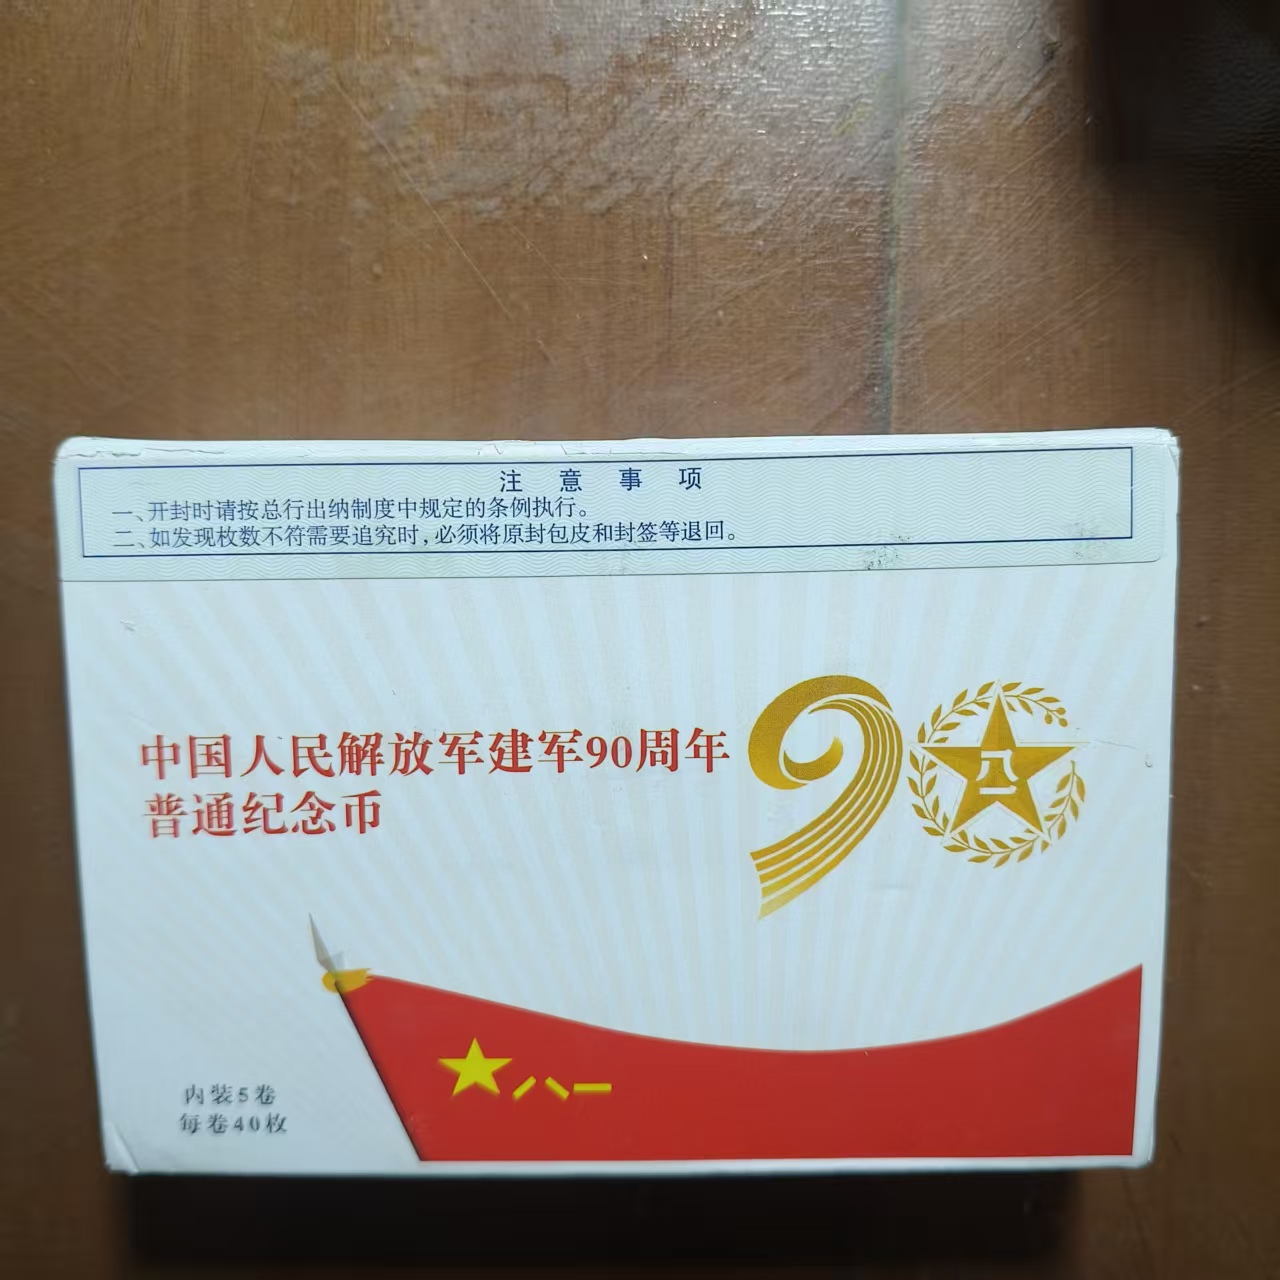 注意事项
一、开封时请按总行出纳制度中规定的条例执行。
二、如发现枚数不符需要追究时,必须将原封包皮和封签等退回。
中国人民解放军建军90周年
普通纪念币
90
八一
八一
内装5卷
每卷40枚